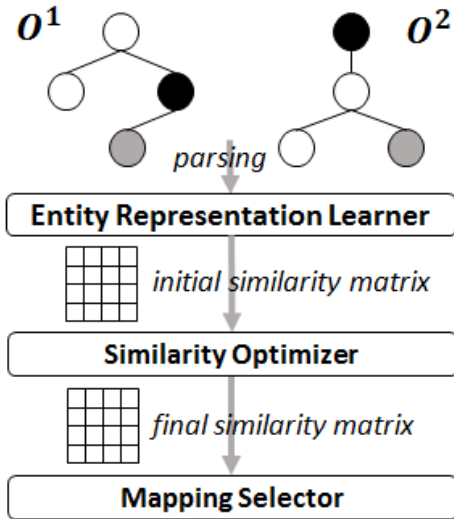 O¹ O²
parsing
Entity Representation Learner
initial similarity matrix
Similarity Optimizer
final similarity matrix
Mapping Selector